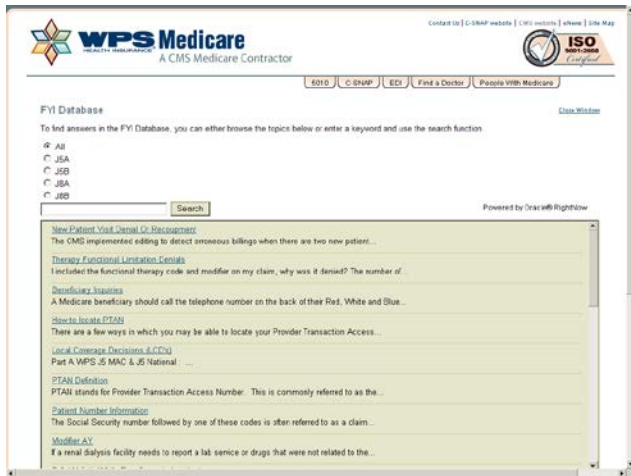 Contact Us | C-SNAP website | CMS website | eNews | Site Map
WPS Medicare
HEALTH INSURANCE
A CMS Medicare Contractor
ISO
9001:2008
Certified
5010 C-SNAP EDI Find a Doctor People With Medicare
FYI Database
Close Window
To find answers in the FYI Database, you can either browse the topics below or enter a keyword and use the search function
All
J5A
J5B
J8A
J8B
Search
Powered by Oracle® RightNow
New Patient Visit Denial Or Recoupment
The CMS implemented editing to detect erroneous billings when there are two new patient...
Therapy Functional Limitation Denials
I included the functional therapy code and modifier on my claim, why was it denied? The number of...
Beneficiary Inquiries
A Medicare beneficiary should call the telephone number on the back of their Red, White and Blue...
How to locate PTAN
There are a few ways in which you may be able to locate your Provider Transaction Access...
Local Coverage Decisions (LCD's)
Part A WPS J5 MAC & J5 National : ...
PTAN Definition
PTAN stands for Provider Transaction Access Number. This is commonly referred to as the...
Patient Number Information
The Social Security number followed by one of these codes is often referred to as a claim...
Modifier AY
If a renal dialysis facility needs to report a lab service or drugs that were not related to the...